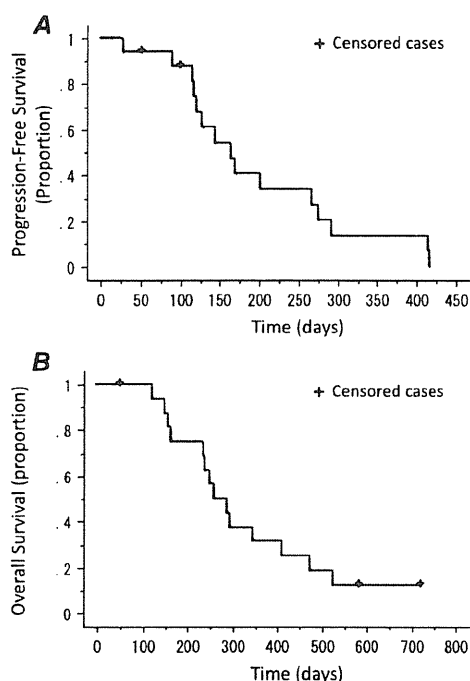 A
+ Censored cases
Progression-Free Survival
(Proportion)
1
. 8
. 6
. 4
. 2
0
0 50 100 150 200 250 300 350 400 450
Time (days)
B
+ Censored cases
Overall Survival (proportion)
1
. 8
. 6
. 4
. 2
0
0 100 200 300 400 500 600 700 800
Time (days)